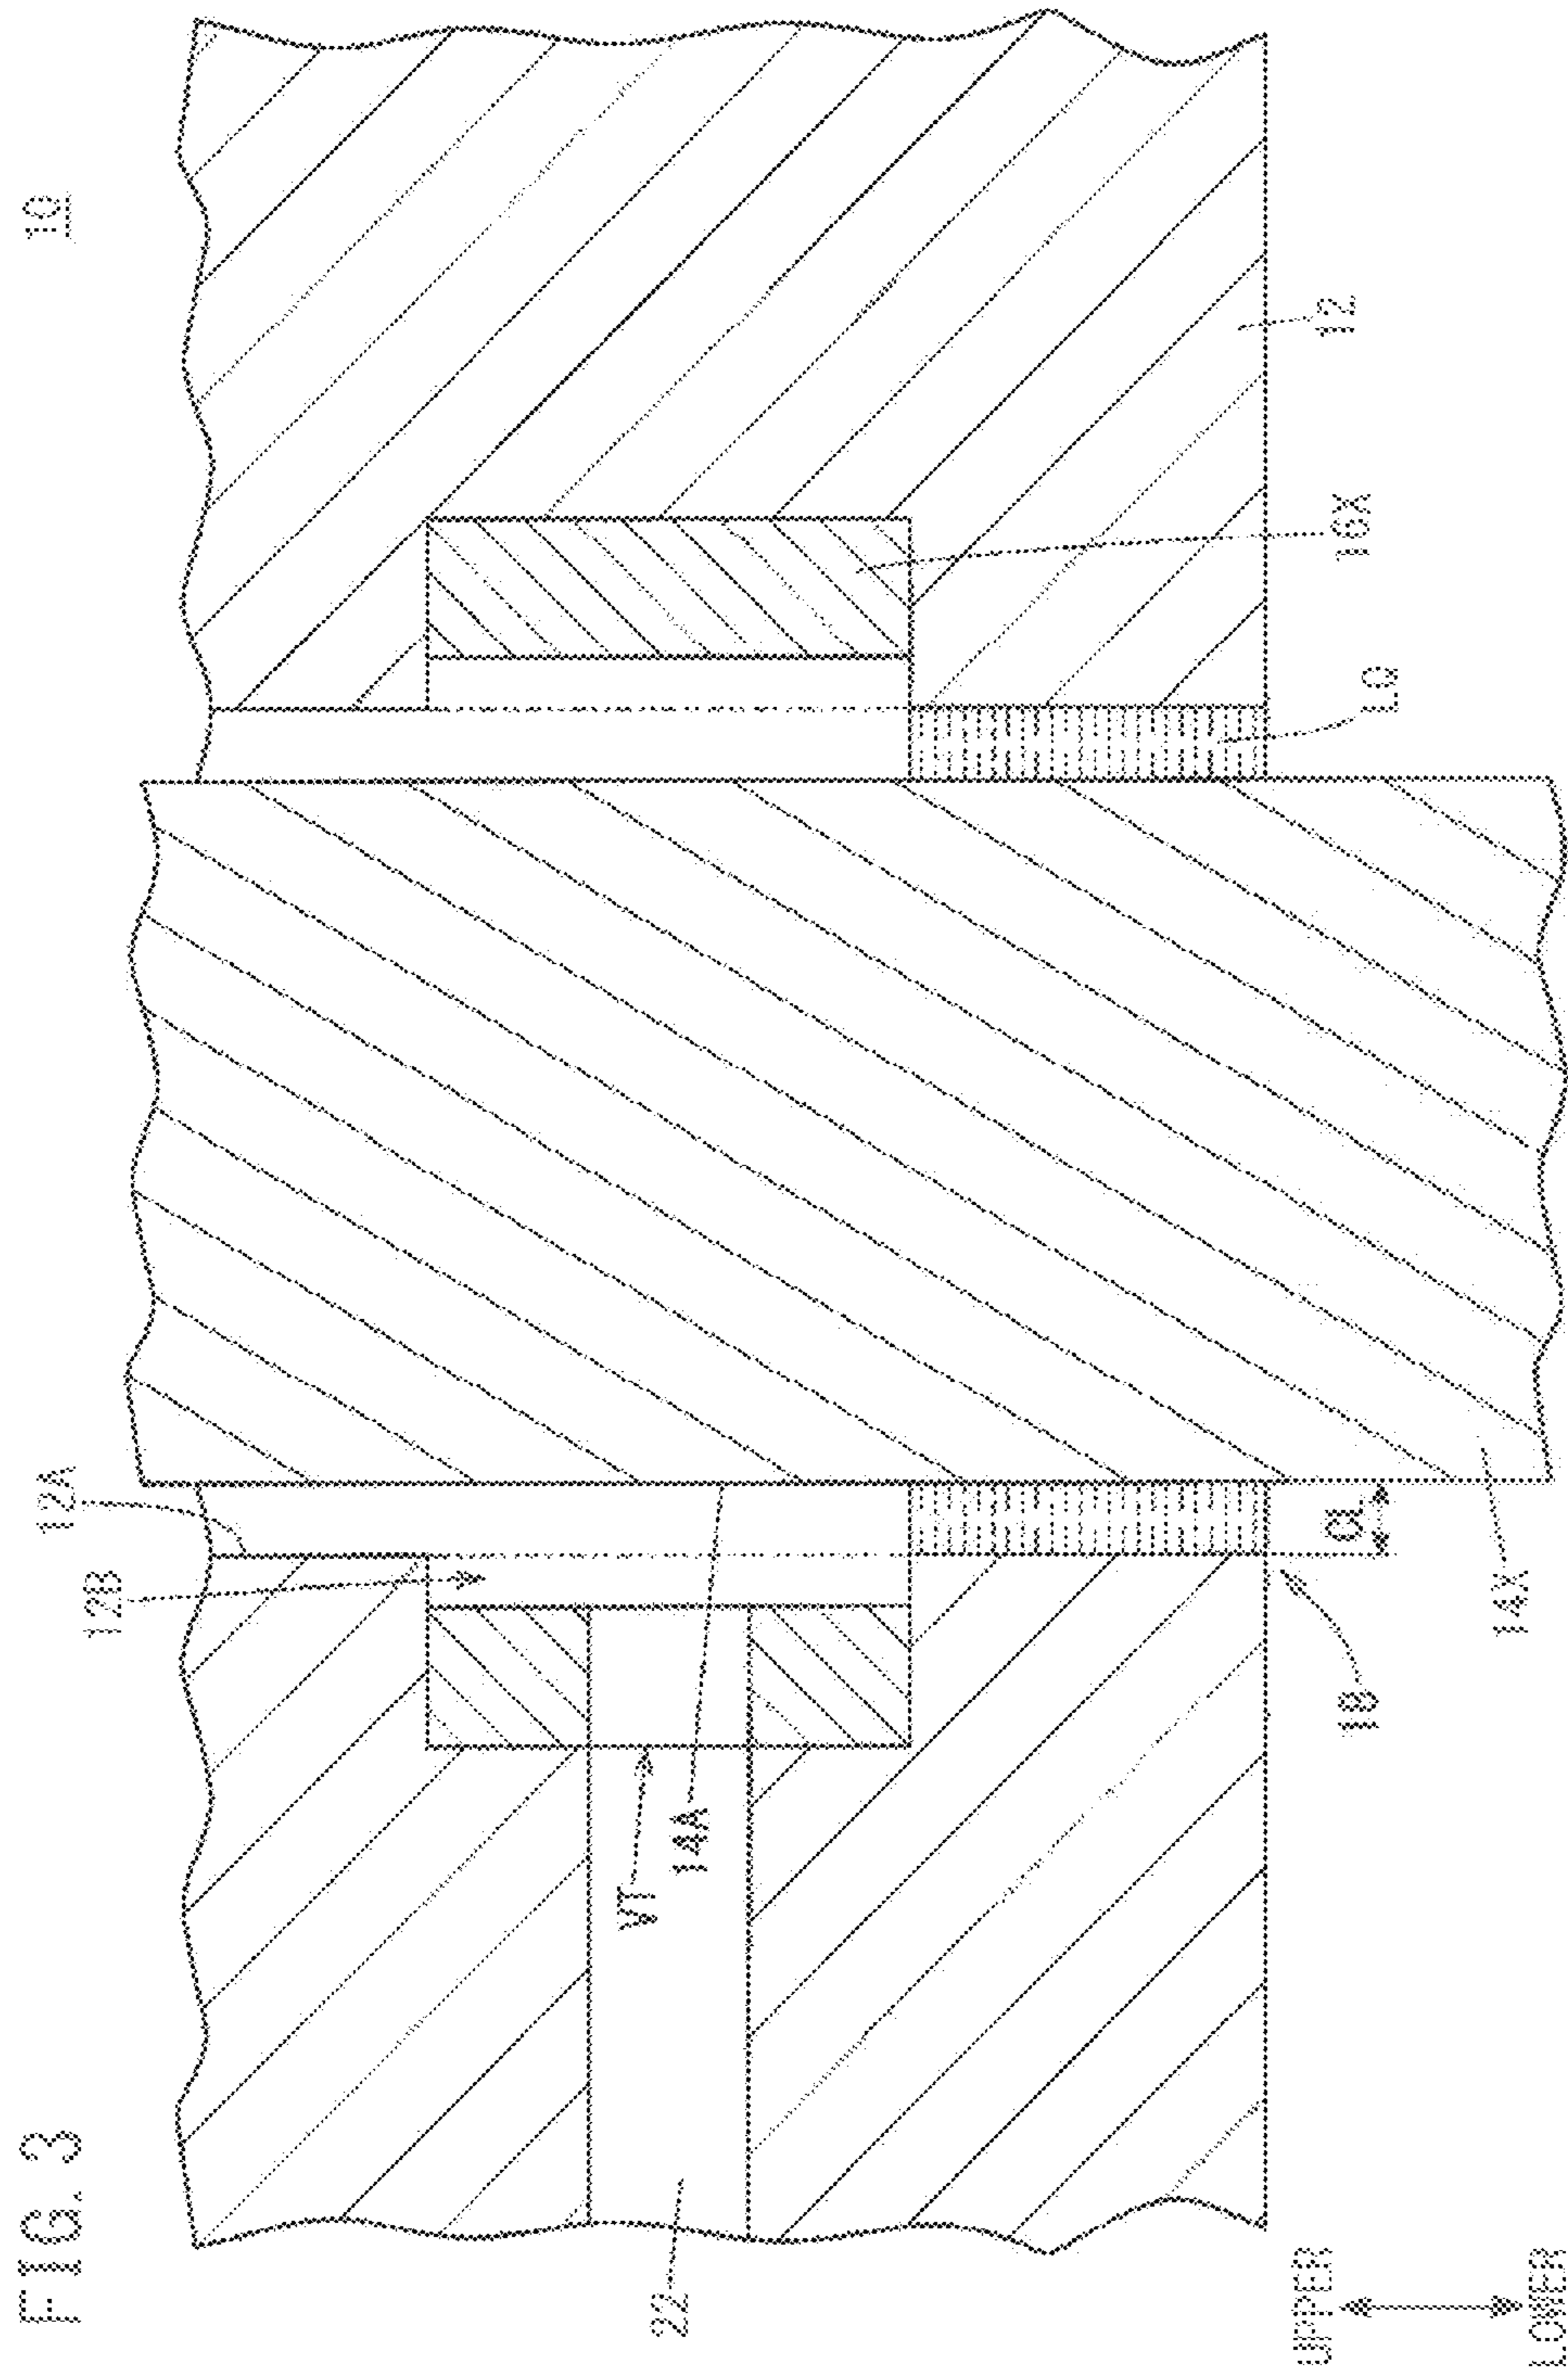 FIG. 3
10
12A
12B
VT
14A
22
CL
18
14X
LQ
16X
12
UPPER
LOWER